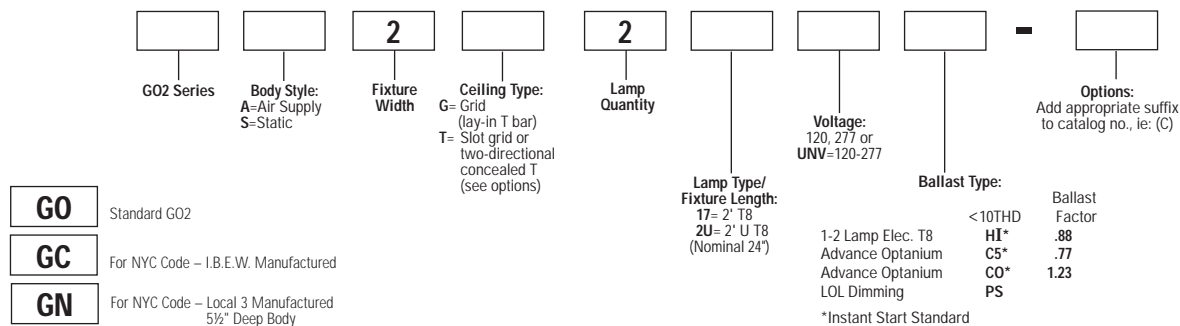 2
2
-
GO2 Series
Body Style:
A=Air Supply
S=Static
Fixture
Width
Ceiling Type:
G= Grid
(lay-in T bar)
T= Slot grid or
two-directional
concealed T
(see options)
Lamp
Quantity
Lamp Type/
Fixture Length:
17= 2' T8
2U= 2' U T8
(Nominal 24")
Voltage:
120, 277 or
UNV=120-277
Options:
Add appropriate suffix
to catalog no., ie: (C)
Ballast Type:
Ballast
<10THD Factor
1-2 Lamp Elec. T8 HI* .88
Advance Optanium C5* .77
Advance Optanium CO* 1.23
LOL Dimming PS
*Instant Start Standard
GO Standard GO2
GC For NYC Code – I.B.E.W. Manufactured
GN For NYC Code – Local 3 Manufactured
5½" Deep Body